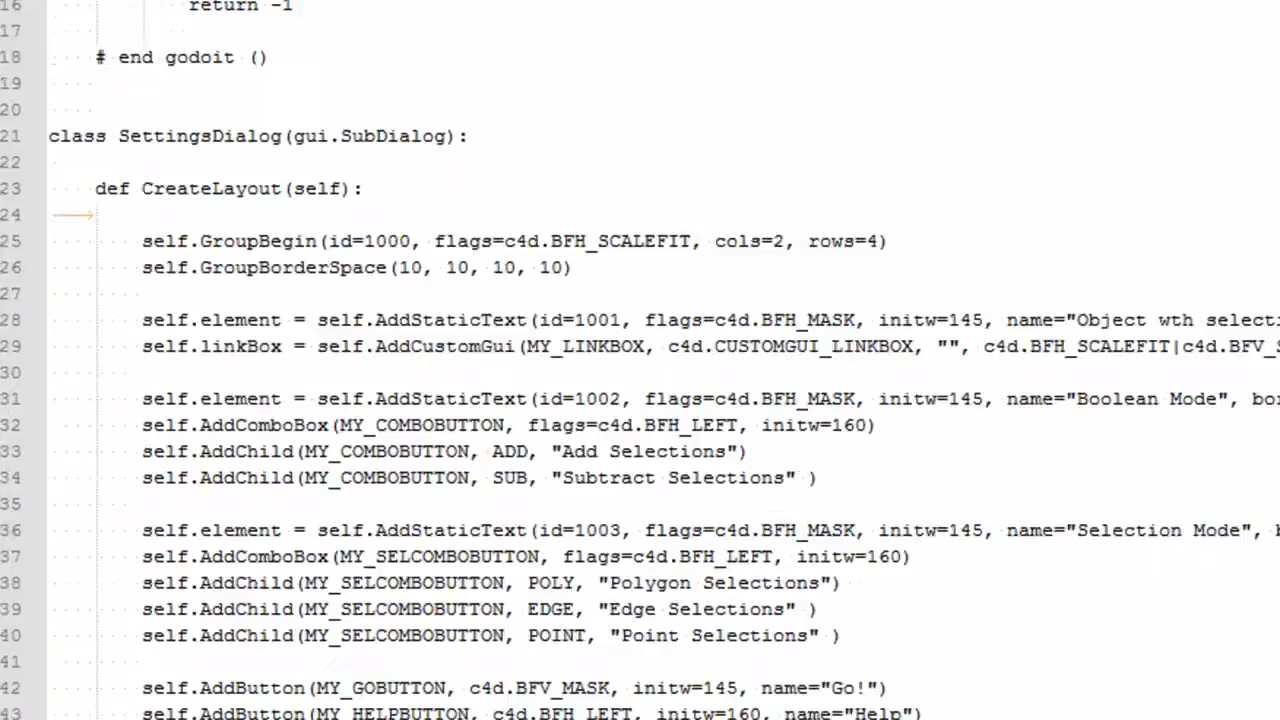 16 return -1
17
18 # end godoit ()
19
20
21 class SettingsDialog(gui.SubDialog):
22
23 def CreateLayout(self):
24
25 self.GroupBegin(id=1000, flags=c4d.BFH_SCALEFIT, cols=2, rows=4)
26 self.GroupBorderSpace(10, 10, 10, 10)
27
28 self.element = self.AddStaticText(id=1001, flags=c4d.BFH_MASK, initw=145, name="Object wth selecti
29 self.linkBox = self.AddCustomGui(MY_LINKBOX, c4d.CUSTOMGUI_LINKBOX, "", c4d.BFH_SCALEFIT|c4d.BFV_S
30
31 self.element = self.AddStaticText(id=1002, flags=c4d.BFH_MASK, initw=145, name="Boolean Mode", bo
32 self.AddComboBox(MY_COMBOBUTTON, flags=c4d.BFH_LEFT, initw=160)
33 self.AddChild(MY_COMBOBUTTON, ADD, "Add Selections")
34 self.AddChild(MY_COMBOBUTTON, SUB, "Subtract Selections" )
35
36 self.element = self.AddStaticText(id=1003, flags=c4d.BFH_MASK, initw=145, name="Selection Mode", b
37 self.AddComboBox(MY_SELCOMBOBUTTON, flags=c4d.BFH_LEFT, initw=160)
38 self.AddChild(MY_SELCOMBOBUTTON, POLY, "Polygon Selections")
39 self.AddChild(MY_SELCOMBOBUTTON, EDGE, "Edge Selections" )
40 self.AddChild(MY_SELCOMBOBUTTON, POINT, "Point Selections" )
41
42 self.AddButton(MY_GOBUTTON, c4d.BFV_MASK, initw=145, name="Go!")
43 self.AddButton(MY_HELPBUTTON, c4d.BFH_LEFT, initw=160, name="Help")